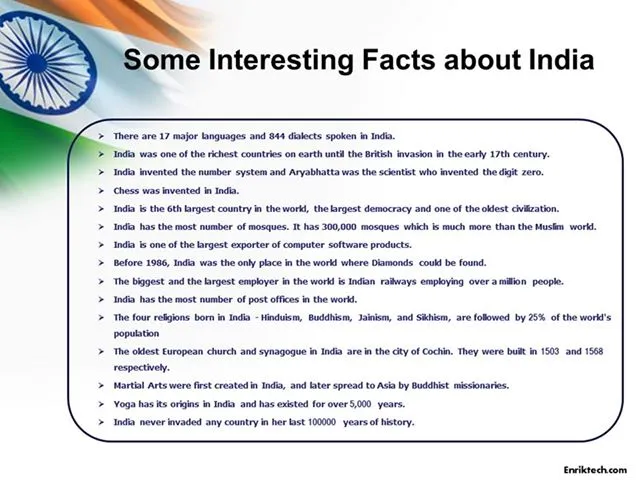 Some Interesting Facts about India
➢ There are 17 major languages and 844 dialects spoken in India.
➢ India was one of the richest countries on earth until the British invasion in the early 17th century.
➢ India invented the number system and Aryabhatta was the scientist who invented the digit zero.
➢ Chess was invented in India.
➢ India is the 6th largest country in the world, the largest democracy and one of the oldest civilization.
➢ India has the most number of mosques. It has 300,000 mosques which is much more than the Muslim world.
➢ India is one of the largest exporter of computer software products.
➢ Before 1986, India was the only place in the world where Diamonds could be found.
➢ The biggest and the largest employer in the world is Indian railways employing over a million people.
➢ India has the most number of post offices in the world.
➢ The four religions born in India - Hinduism, Buddhism, Jainism, and Sikhism, are followed by 25% of the world's
population
➢ The oldest European church and synagogue in India are in the city of Cochin. They were built in 1503 and 1568
respectively.
➢ Martial Arts were first created in India, and later spread to Asia by Buddhist missionaries.
➢ Yoga has its origins in India and has existed for over 5,000 years.
➢ India never invaded any country in her last 100000 years of history.
Enriktech.com